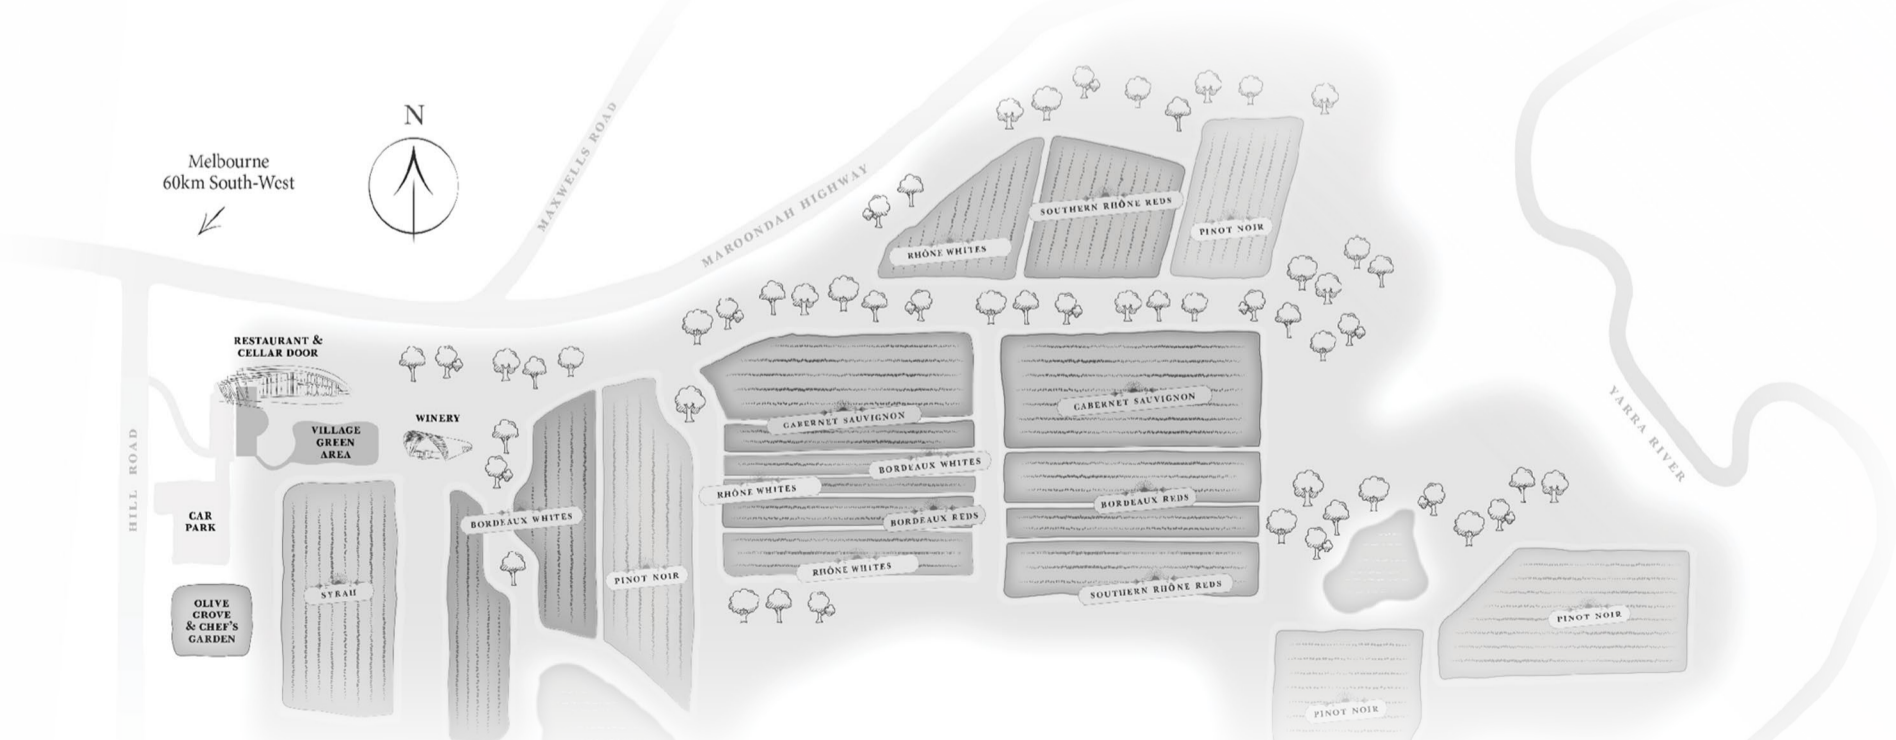 N
Melbourne
60km South-West
MAXWELLS ROAD
MAROONDAH HIGHWAY
SOUTHERN RHÔNE REDS
PINOT NOIR
RHÔNE WHITES
RESTAURANT &
CELLAR DOOR
WINERY
VILLAGE
GREEN
AREA
HILL ROAD
CAR
PARK
OLIVE
GROVE
& CHEF'S
GARDEN
SYRAH
BORDEAUX WHITES
PINOT NOIR
CABERNET SAUVIGNON
BORDEAUX WHITES
RHÔNE WHITES
BORDEAUX REDS
RHÔNE WHITES
CABERNET SAUVIGNON
BORDEAUX REDS
SOUTHERN RHÔNE REDS
YARRA RIVER
PINOT NOIR
PINOT NOIR